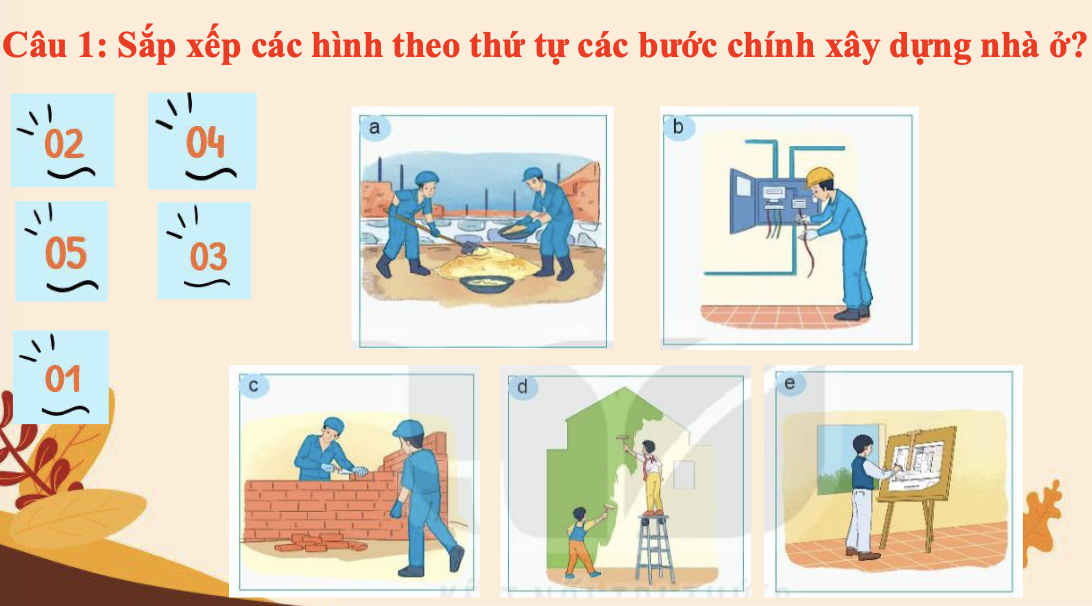 Câu 1: Sắp xếp các hình theo thứ tự các bước chính xây dựng nhà ở?
02
04
05
03
01
a
b
c
d
e